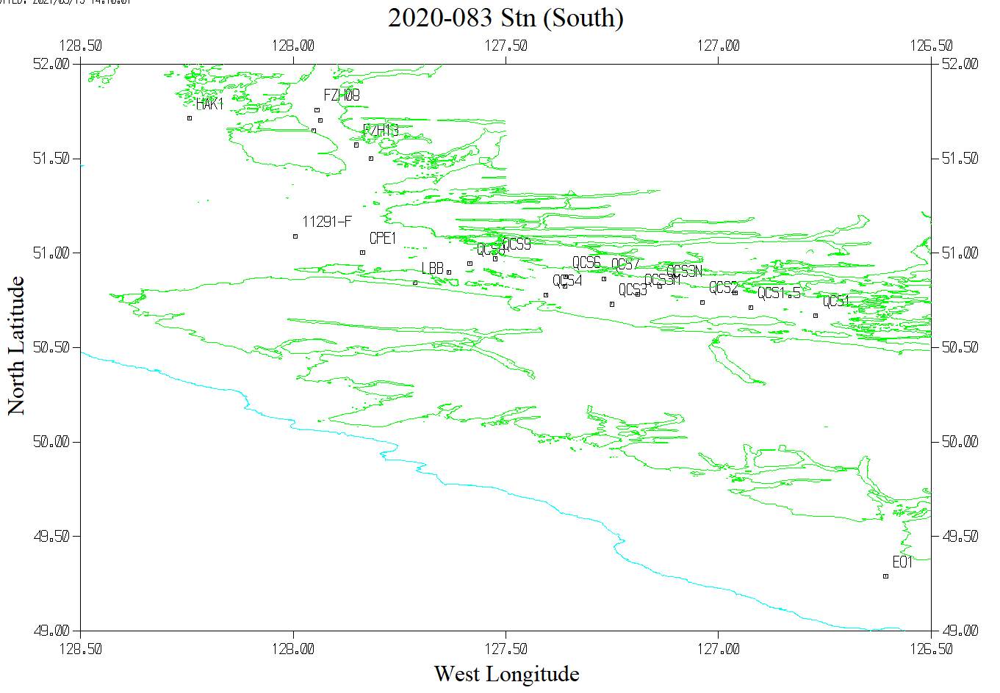 2020-083 Stn (South)
128.50 128.00 127.50 127.00 126.50
52.00 52.00
FZH08
HAK1
FZH13
51.50 51.50
11291-F
CPE1
QCS9
51.00 51.00
QCS6 QCS7
LBB
QCS3N
QCS4 QCS3M
QCS3 QCS2 QCS1.5
QCS1
50.50 50.50
North Latitude
50.00 50.00
49.50 49.50
E01
49.00 49.00
128.50 128.00 127.50 127.00 126.50
West Longitude